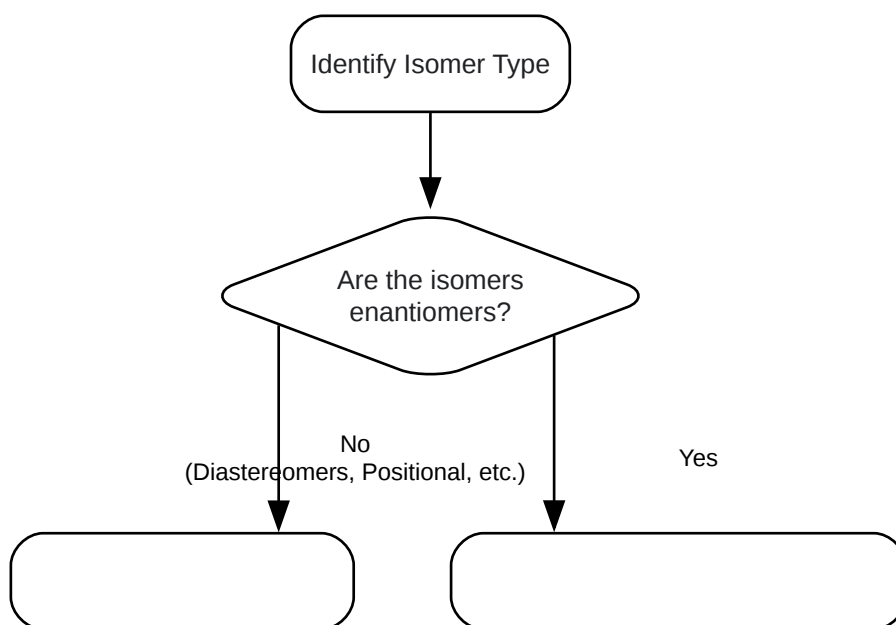 Identify Isomer Type
Are the isomers
enantiomers?
No
(Diastereomers, Positional, etc.)
Yes